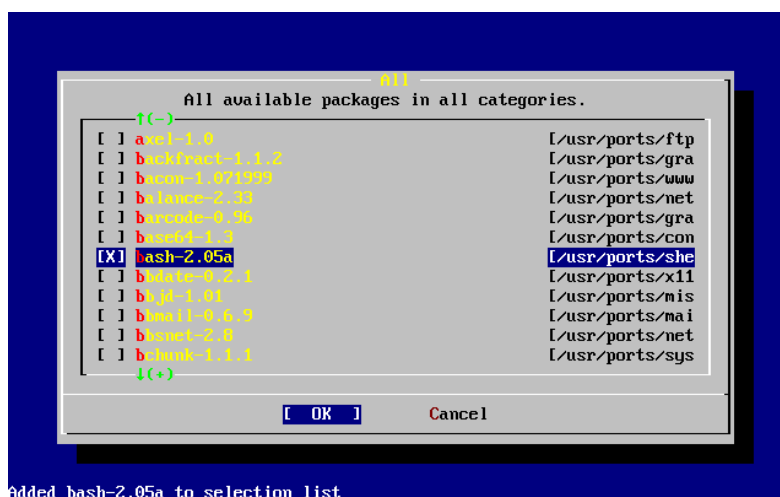 All
All available packages in all categories.
↑(-)
[ ] axel-1.0 [/usr/ports/ftp
[ ] backfract-1.1.2 [/usr/ports/gra
[ ] bacon-1.071999 [/usr/ports/www
[ ] balance-2.33 [/usr/ports/net
[ ] barcode-0.96 [/usr/ports/gra
[ ] base64-1.3 [/usr/ports/con
[X] bash-2.05a [/usr/ports/she
[ ] bbdate-0.2.1 [/usr/ports/x11
[ ] bbjd-1.01 [/usr/ports/mis
[ ] bbmail-0.6.9 [/usr/ports/mai
[ ] bbsnet-2.8 [/usr/ports/net
[ ] bchunk-1.1.1 [/usr/ports/sys
↓(+)
[ OK ] Cancel
Added bash-2.05a to selection list